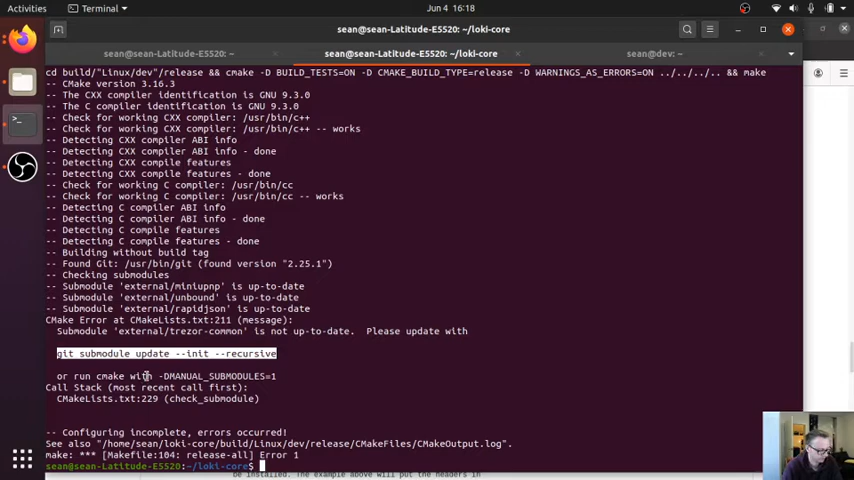 Activities
Terminal
Jun 4 16:18
sean@sean-Latitude-E5520: ~/loki-core
sean@sean-Latitude-E5520: ~
sean@sean-Latitude-E5520: ~/loki-core
sean@dev: ~
cd build/"Linux/dev"/release && cmake -D BUILD_TESTS=ON -D CMAKE_BUILD_TYPE=release -D WARNINGS_AS_ERRORS=ON ../../../.. && make
-- CMake version 3.16.3
-- The CXX compiler identification is GNU 9.3.0
-- The C compiler identification is GNU 9.3.0
-- Check for working CXX compiler: /usr/bin/c++
-- Check for working CXX compiler: /usr/bin/c++ -- works
-- Detecting CXX compiler ABI info
-- Detecting CXX compiler ABI info - done
-- Detecting CXX compile features
-- Detecting CXX compile features - done
-- Check for working C compiler: /usr/bin/cc
-- Check for working C compiler: /usr/bin/cc -- works
-- Detecting C compiler ABI info
-- Detecting C compiler ABI info - done
-- Detecting C compile features
-- Detecting C compile features - done
-- Building without build tag
-- Found Git: /usr/bin/git (found version "2.25.1")
-- Checking submodules
-- Submodule 'external/miniupnp' is up-to-date
-- Submodule 'external/unbound' is up-to-date
-- Submodule 'external/rapidjson' is up-to-date
CMake Error at CMakeLists.txt:211 (message):
Submodule 'external/trezor-common' is not up-to-date. Please update with
git submodule update --init --recursive
or run cmake with -DMANUAL_SUBMODULES=1
Call Stack (most recent call first):
CMakeLists.txt:229 (check_submodule)
-- Configuring incomplete, errors occurred!
See also "/home/sean/loki-core/build/Linux/dev/release/CMakeFiles/CMakeOutput.log".
make: *** [Makefile:104: release-all] Error 1
sean@sean-Latitude-E5520:~/loki-core$
be installed. The example above will put the headers in